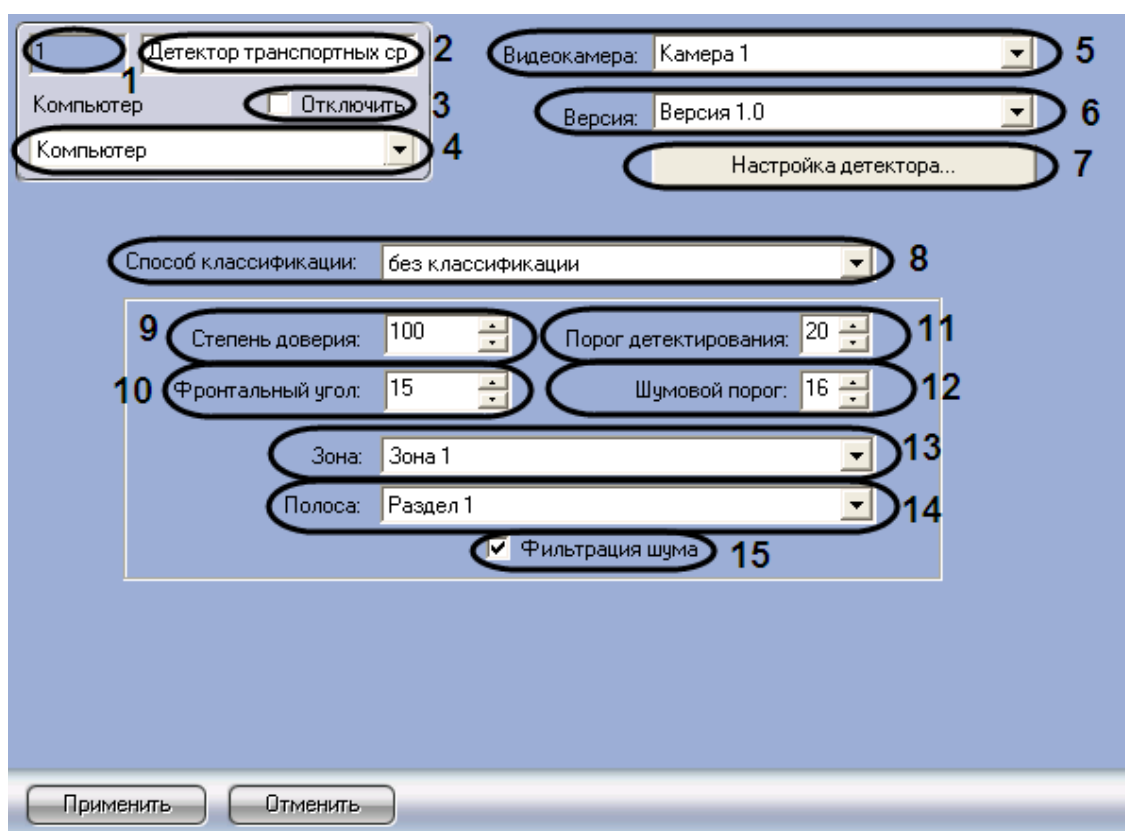 1 Детектор транспортных ср 2
1
Компьютер Отключить 3
Компьютер 4
Видеокамера: Камера 1 5
Версия: Версия 1.0 6
Настройка детектора... 7
Способ классификации: без классификации 8
9 Степень доверия: 100 Порог детектирования: 20 11
10 Фронтальный угол: 15 Шумовой порог: 16 12
Зона: Зона 1 13
Полоса: Раздел 1 14
Фильтрация шума 15
Применить Отменить